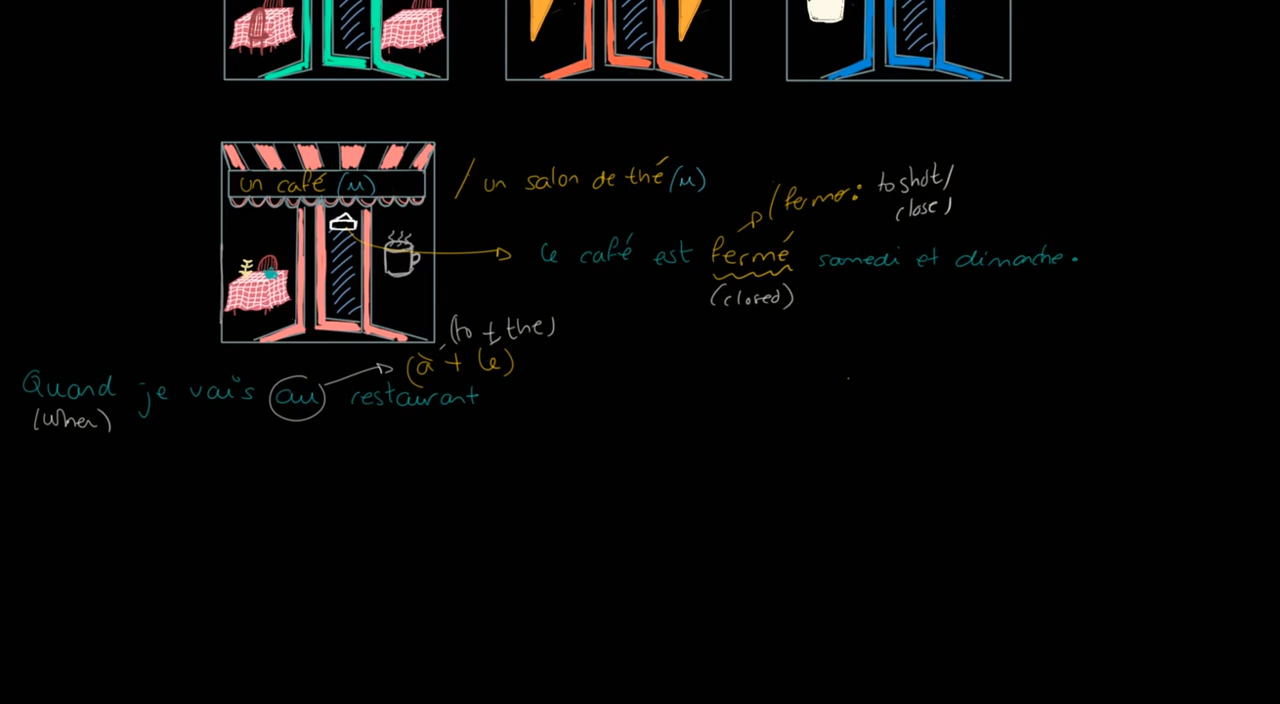 un café (M)
/ un salon de thé (M)
(fermer: to shut/
close)
le café est fermé samedi et dimanche.
(closed)
(to + the)
(à + le)
Quand je vais au restaurant
(when)